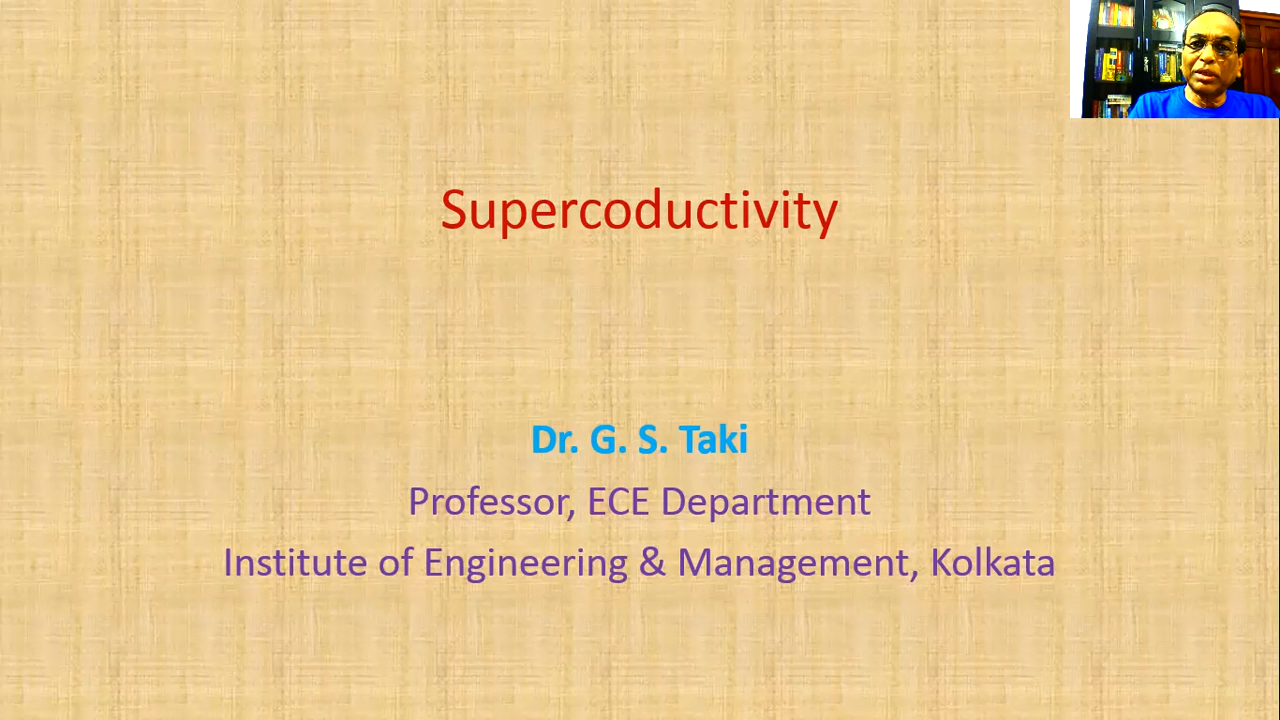 Supercoductivity
Dr. G. S. Taki
Professor, ECE Department
Institute of Engineering & Management, Kolkata